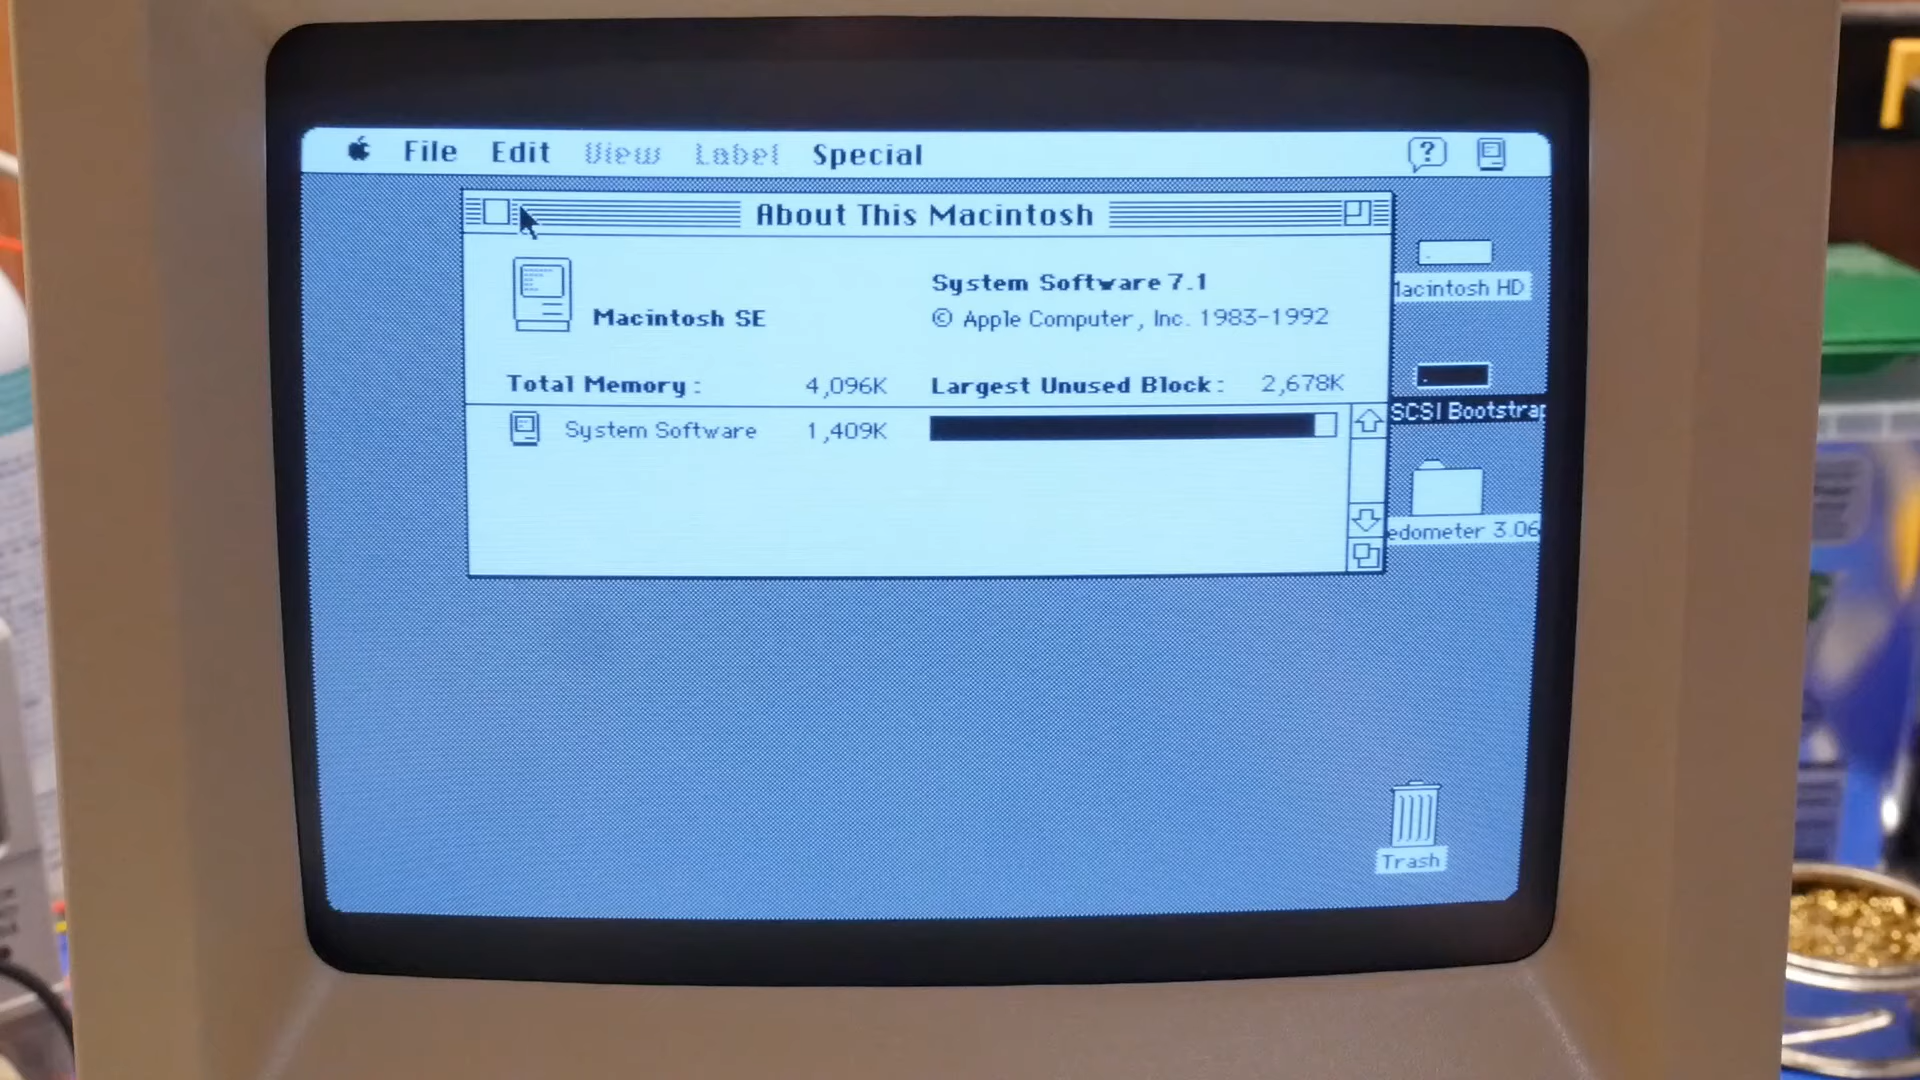 File Edit View Label Special
About This Macintosh
Macintosh SE
System Software 7.1
© Apple Computer, Inc. 1983-1992
Total Memory : 4,096K Largest Unused Block : 2,678K
System Software 1,409K
acintosh HD
SCSI Bootstrap
edometer 3.06
Trash